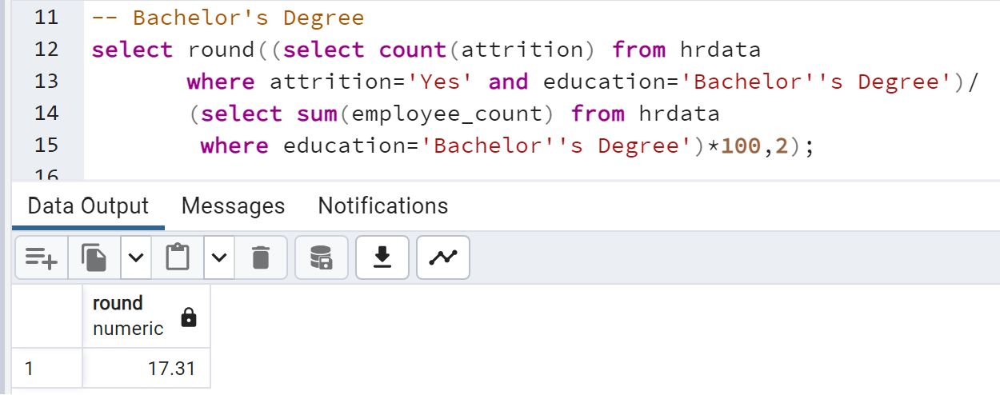 11 -- Bachelor's Degree
12 select round((select count(attrition) from hrdata
13 where attrition='Yes' and education='Bachelor''s Degree')/
14 (select sum(employee_count) from hrdata
15 where education='Bachelor''s Degree')*100,2);
16
Data Output Messages Notifications
round
numeric
1 17.31